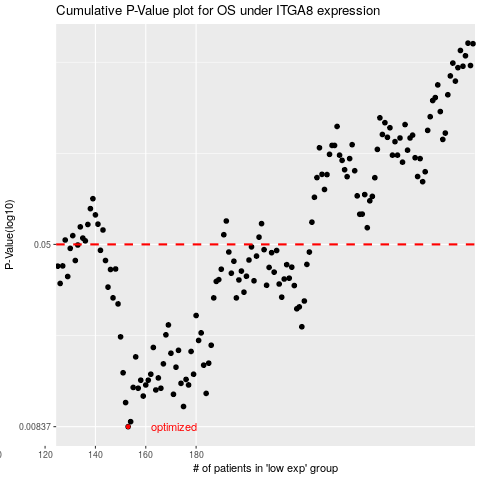 Cumulative P-Value plot for OS under ITGA8 expression
P-Value(log10)
0.05
0.00837
optimized
0
120
140
160
180
# of patients in 'low exp' group